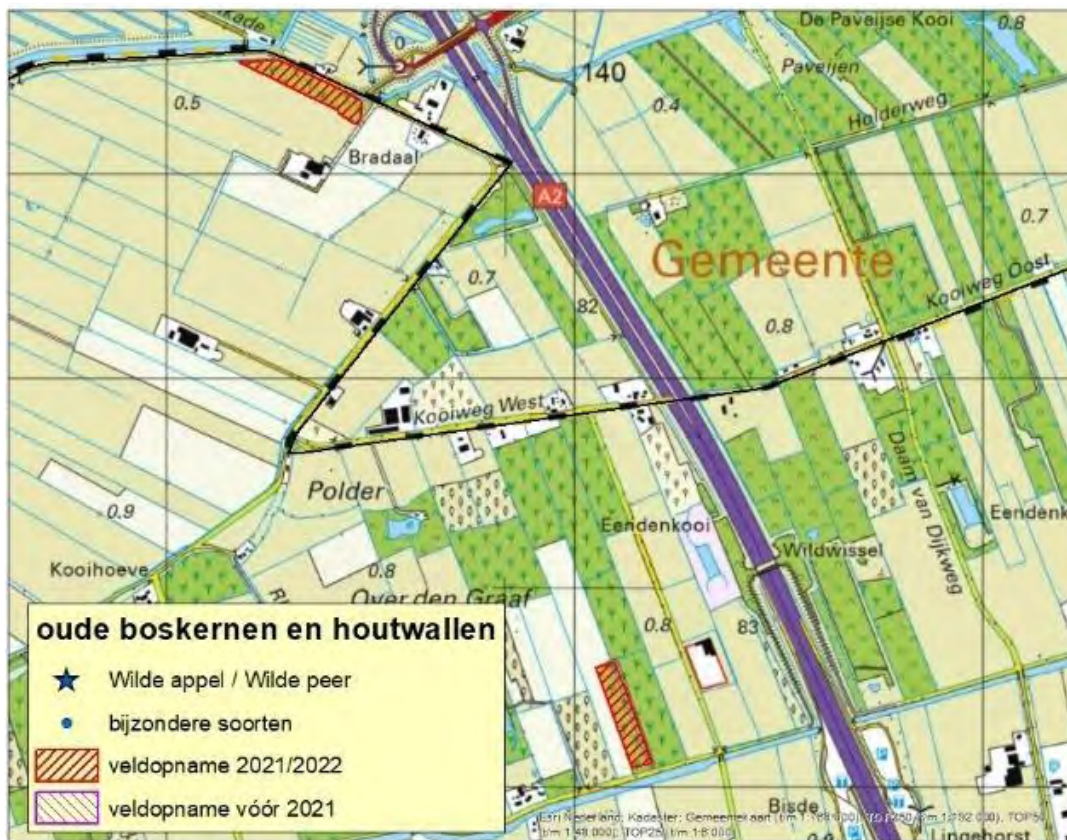 De Paveijse Kooi
0.8
Paveijen
0
140
0.5
0.4
Holderweg
Bradaal
A2
0.7
0.7
Gemeente
Kooiweg Oost
82
0.8
Kooiweg West
Polder
0.9
Daam van Dijkweg
Eendenkooi
Eendenk
Wildwissel
Kooihoeve
0.8
Over den Graaf
0.8
83
oude boskernen en houtwallen
Wilde appel / Wilde peer
bijzondere soorten
veldopname 2021/2022
veldopname vóór 2021
Bisde
Lingehorst